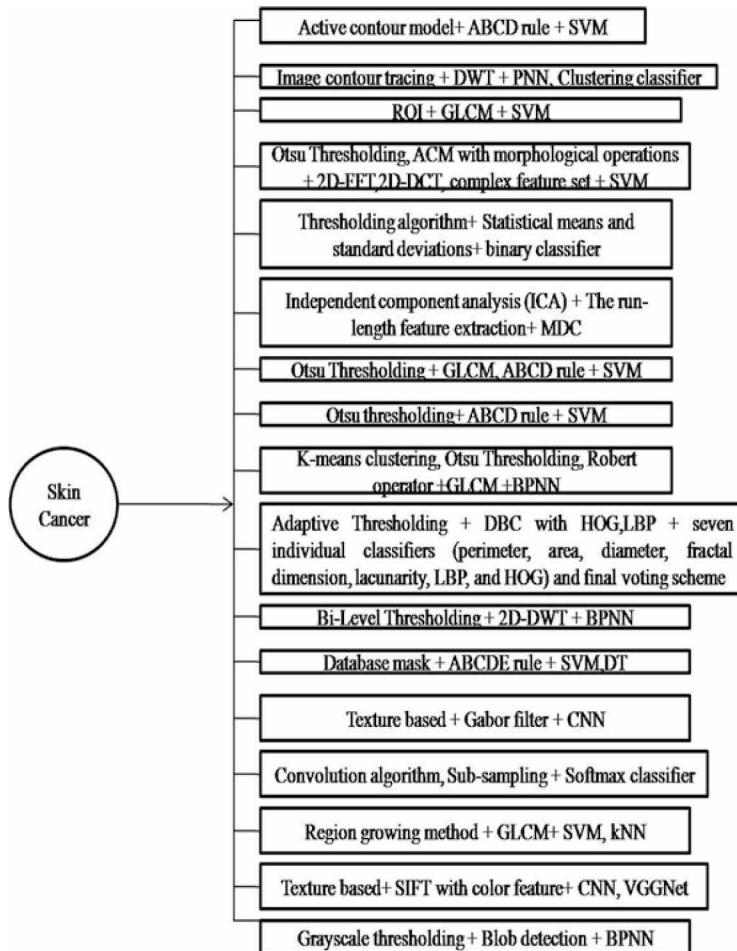 Active contour model+ ABCD rule + SVM
Image contour tracing + DWT + PNN, Clustering classifier
ROI + GLCM + SVM
Otsu Thresholding, ACM with morphological operations
+ 2D-FFT,2D-DCT, complex feature set + SVM
Thresholding algorithm+ Statistical means and
standard deviations+ binary classifier
Independent component analysis (ICA) + The run-
length feature extraction+ MDC
Otsu Thresholding + GLCM, ABCD rule + SVM
Otsu thresholding+ ABCD rule + SVM
K-means clustering, Otsu Thresholding, Robert
operator +GLCM +BPNN
Skin
Cancer
Adaptive Thresholding + DBC with HOG,LBP + seven
individual classifiers (perimeter, area, diameter, fractal
dimension, lacunarity, LBP, and HOG) and final voting scheme
Bi-Level Thresholding + 2D-DWT + BPNN
Database mask + ABCDE rule + SVM,DT
Texture based + Gabor filter + CNN
Convolution algorithm, Sub-sampling + Softmax classifier
Region growing method + GLCM+ SVM, kNN
Texture based+ SIFT with color feature+ CNN, VGGNet
Grayscale thresholding + Blob detection + BPNN